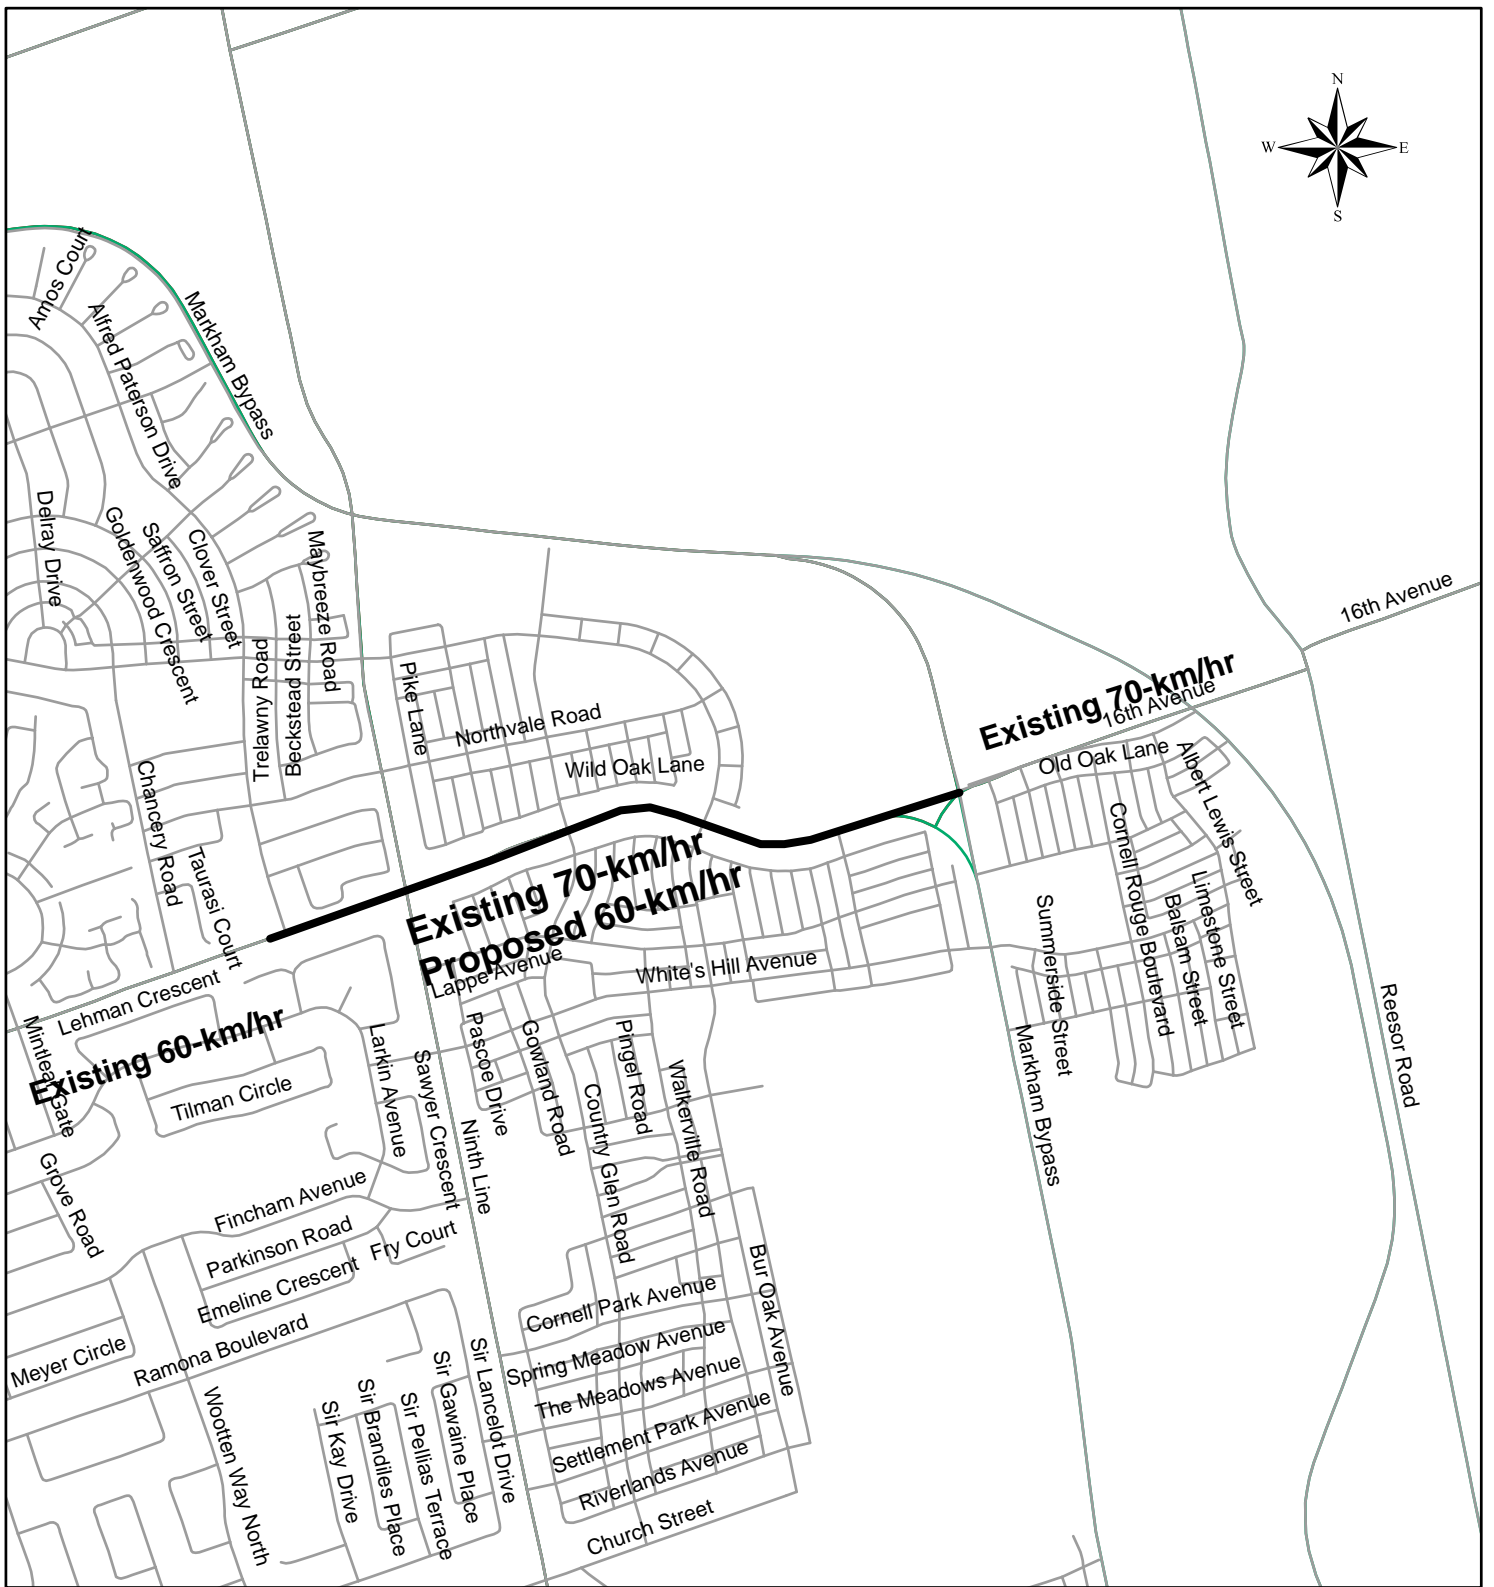 N
W
E
S
Amos Court
Alfred Paterson Drive
Markham Bypass
Delray Drive
Goldenwood Crescent
Saffron Street
Clover Street
Maybreeze Road
Trelawny Road
Beckstead Street
Pike Lane
Northvale Road
Wild Oak Lane
16th Avenue
Existing 70-km/hr
16th Avenue
Old Oak Lane
Albert Lewis Street
Cornell Rouge Boulevard
Limestone Street
Balsam Street
Summerside Street
Chancery Road
Taurasi Court
Existing 70-km/hr
Proposed 60-km/hr
Lappe Avenue
White's Hill Avenue
Lehman Crescent
Existing 60-km/hr
Mintleaf Gate
Tilman Circle
Larkin Avenue
Sawyer Crescent
Ninth Line
Pascoe Drive
Gowland Road
Pingel Road
Country Glen Road
Walkerville Road
Markham Bypass
Reesor Road
Grove Road
Fincham Avenue
Parkinson Road
Fry Court
Emeline Crescent
Ramona Boulevard
Meyer Circle
Cornell Park Avenue
Bur Oak Avenue
Spring Meadow Avenue
The Meadows Avenue
Settlement Park Avenue
Riverlands Avenue
Church Street
Sir Lancelot Drive
Sir Gawaine Place
Sir Pellias Terrace
Sir Brandiles Place
Sir Kay Drive
Wootten Way North